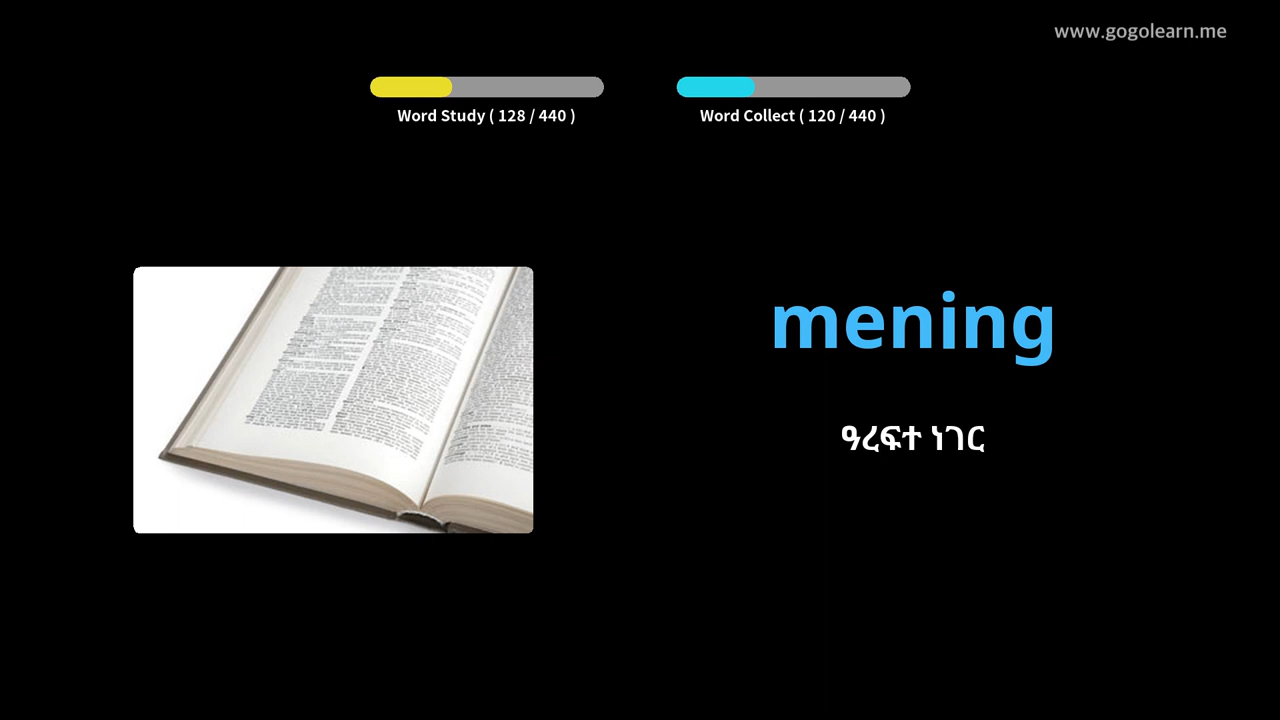 www.gogolearn.me
Word Study ( 128 / 440 )
Word Collect ( 120 / 440 )
mening
ዓረፍተ ነገር